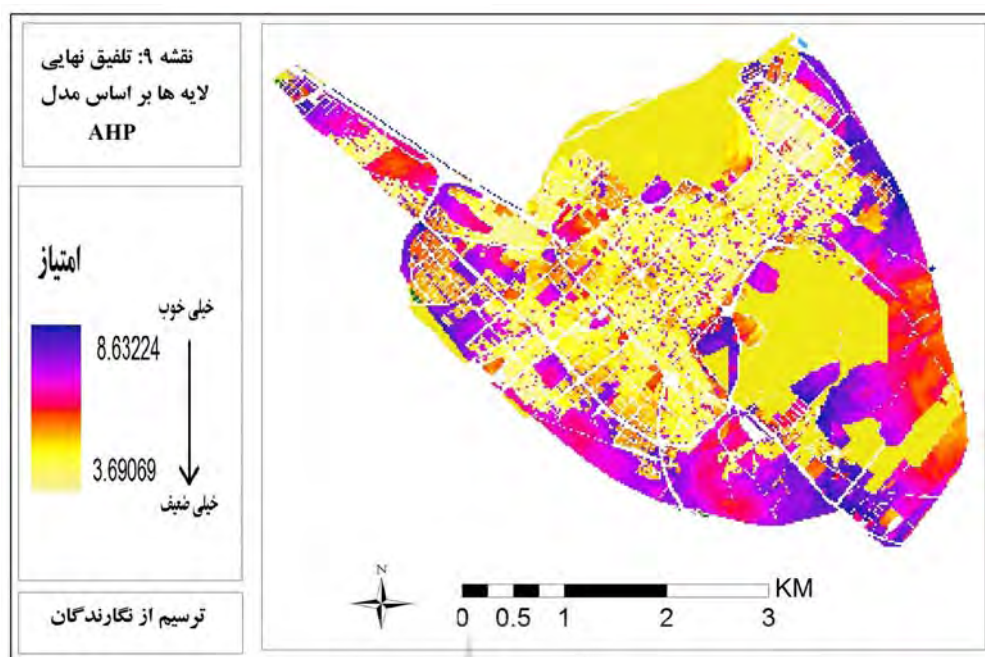 نقشه ۹: تلفیق نهایی
لایه ها بر اساس مدل
AHP
امتیاز
خیلی خوب
8.63224
3.69069
خیلی ضعیف
ترسیم از نگارندگان
N
KM
0 0.5 1 2 3